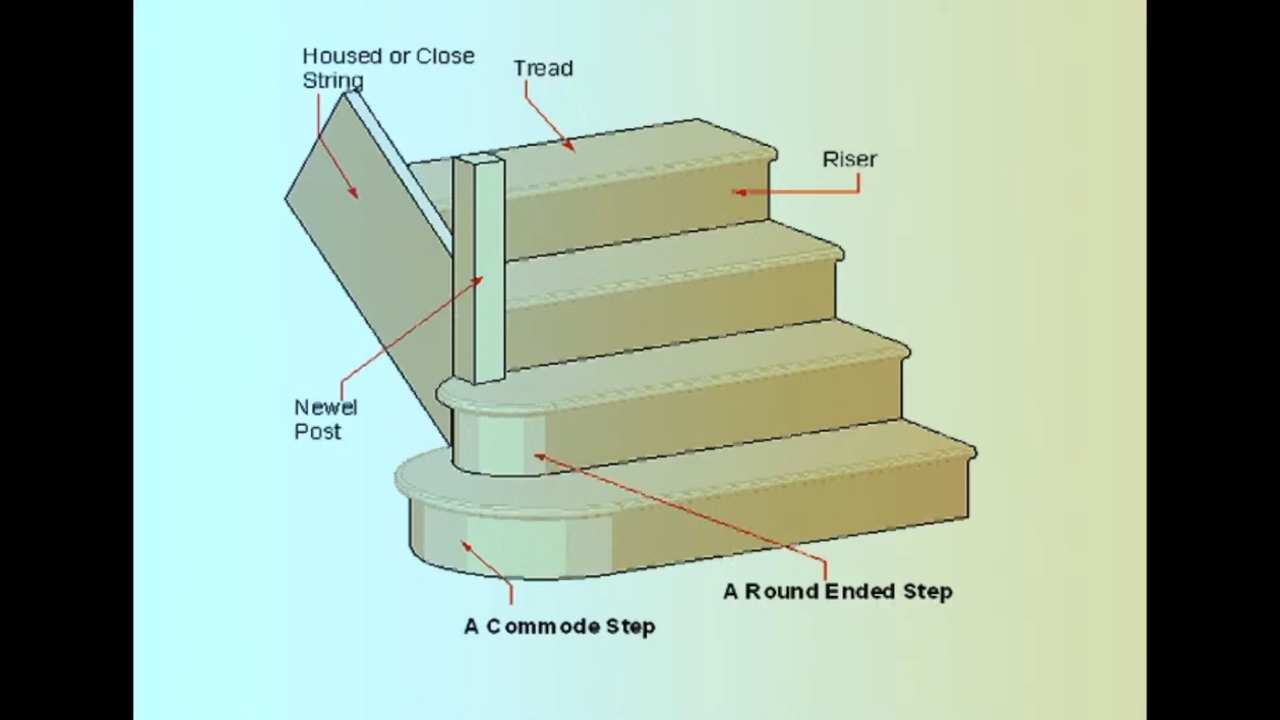 Housed or Close
String
Tread
Riser
Newel
Post
A Round Ended Step
A Commode Step